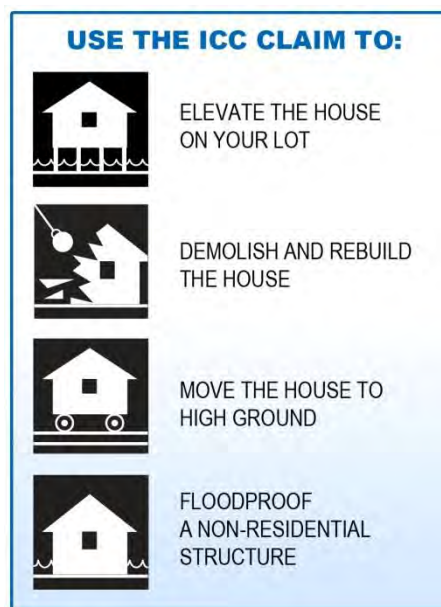 USE THE ICC CLAIM TO:
ELEVATE THE HOUSE
ON YOUR LOT
DEMOLISH AND REBUILD
THE HOUSE
MOVE THE HOUSE TO
HIGH GROUND
FLOODPROOF
A NON-RESIDENTIAL
STRUCTURE